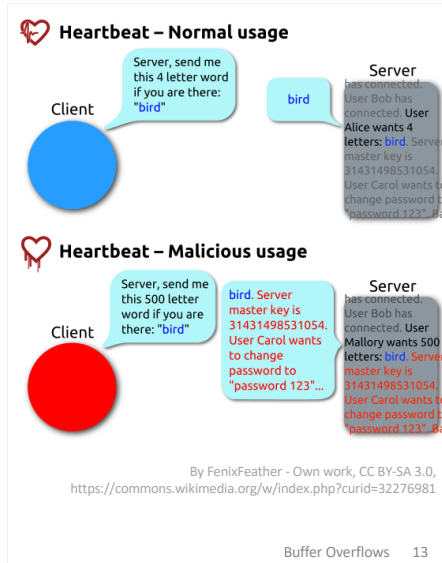 Heartbeat – Normal usage
Server, send me
this 4 letter word
if you are there:
"bird"
Client
bird
Server
has connected.
User Bob has
connected. User
Alice wants 4
letters: bird. Server
master key is
31431498531054.
User Carol wants to
change password t
"password 123". Ba
Heartbeat – Malicious usage
Server, send me
this 500 letter
word if you are
there: "bird"
Client
bird. Server
master key is
31431498531054.
User Carol wants
to change
password to
"password 123"...
Server
has connected.
User Bob has
connected. User
Mallory wants 500
letters: bird. Server
master key is
31431498531054.
User Carol wants to
change password t
"password 123". Ba
By FenixFeather - Own work, CC BY-SA 3.0,
https://commons.wikimedia.org/w/index.php?curid=32276981
Buffer Overflows 13